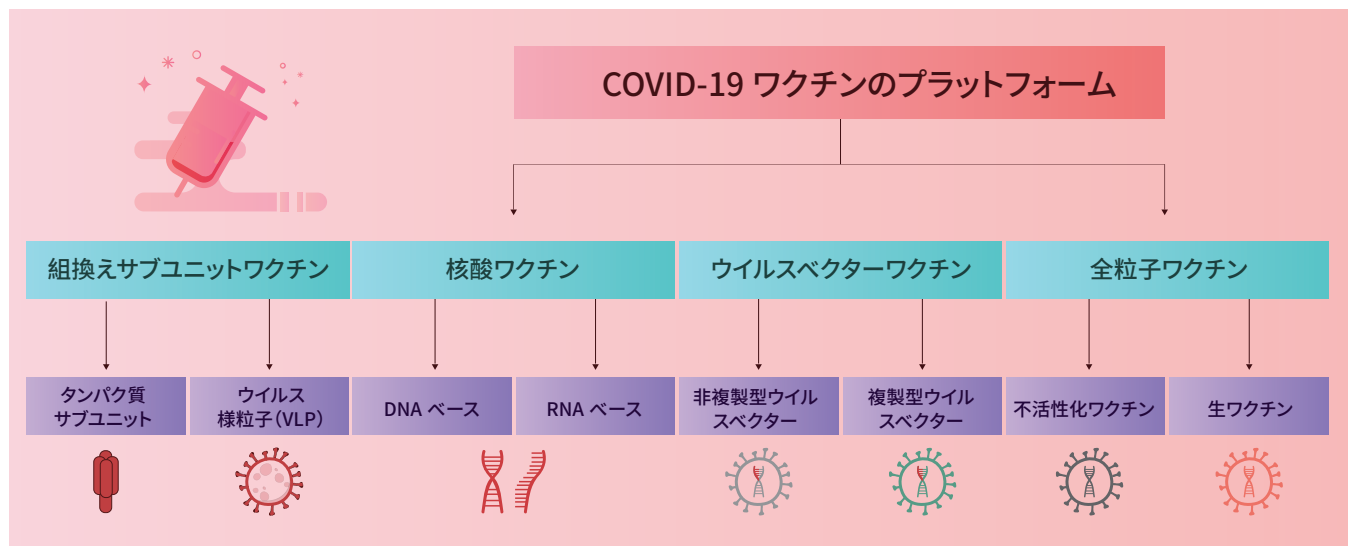 COVID-19 ワクチンのプラットフォーム
組換えサブユニットワクチン
核酸ワクチン
ウイルスベクターワクチン
全粒子ワクチン
タンパク質
サブユニット
ウイルス
様粒子（VLP）
DNA ベース
RNA ベース
非複製型ウイル
スベクター
複製型ウイル
スベクター
不活性化ワクチン
生ワクチン